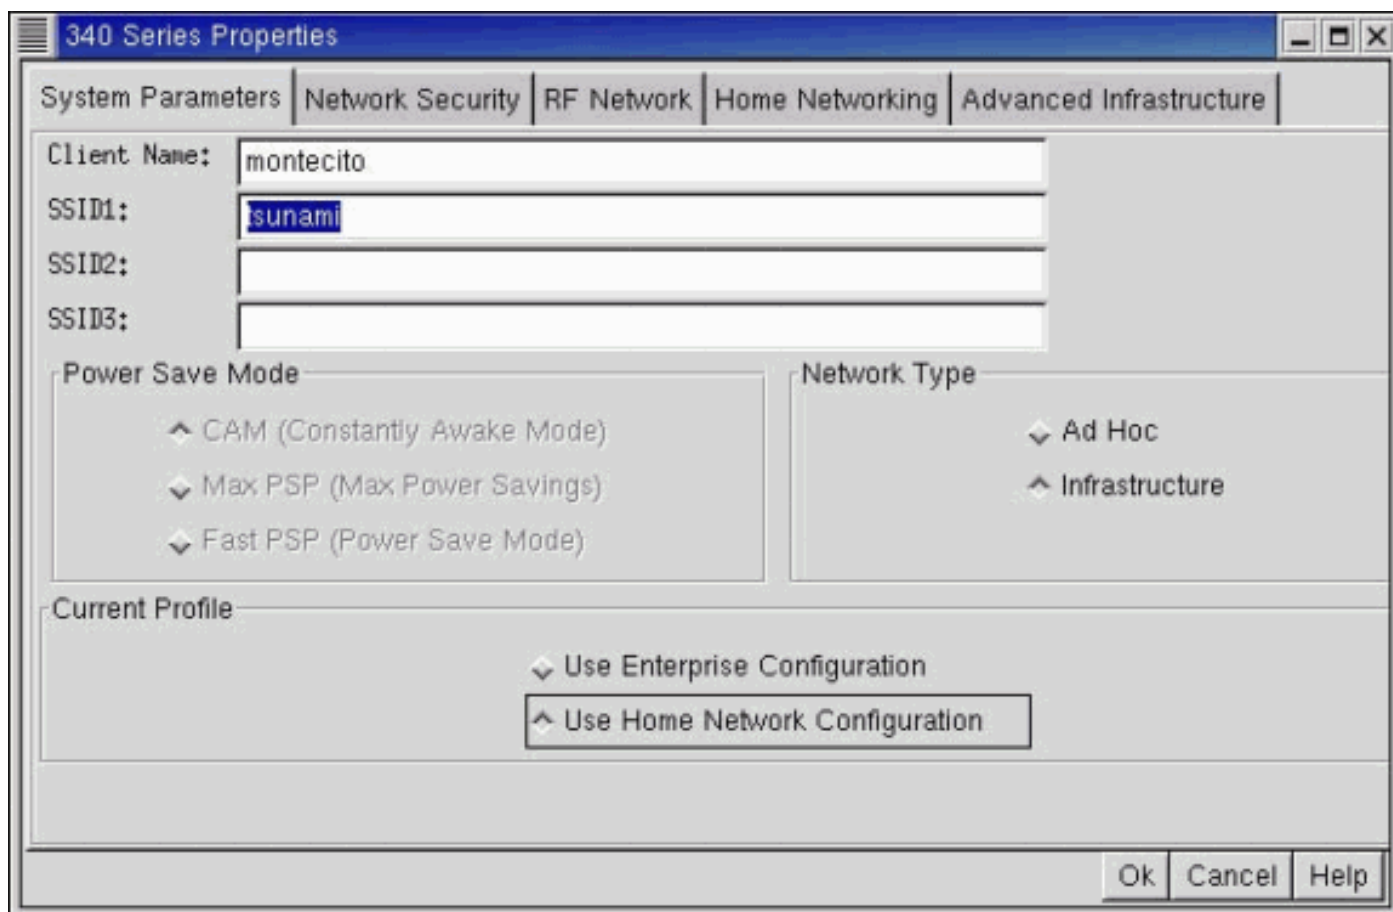 340 Series Properties
System Parameters Network Security RF Network Home Networking Advanced Infrastructure
Client Name: montecito
SSID1: tsunami
SSID2:
SSID3:
Power Save Mode Network Type
CAM (Constantly Awake Mode) Ad Hoc
Max PSP (Max Power Savings) Infrastructure
Fast PSP (Power Save Mode)
Current Profile
Use Enterprise Configuration
Use Home Network Configuration
Ok Cancel Help